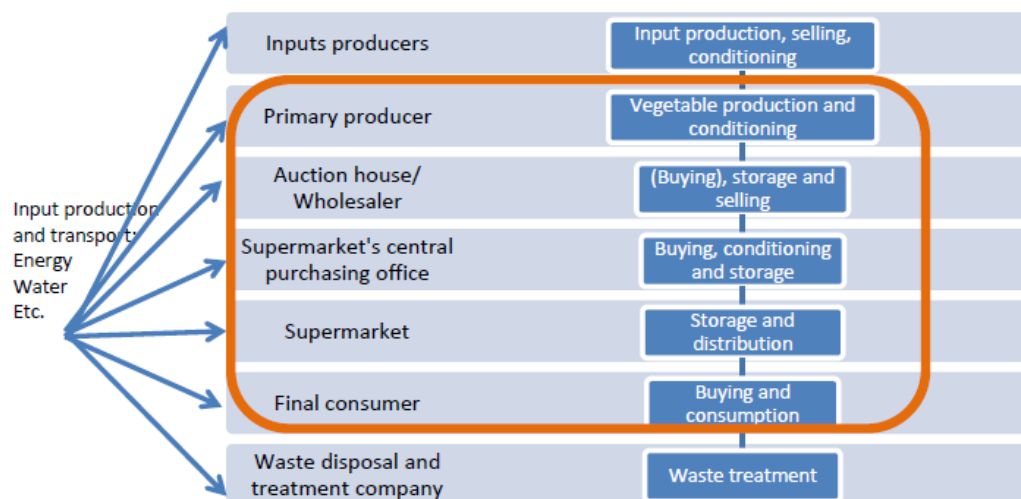 Inputs producers
Input production, selling,
conditioning
Primary producer
Vegetable production and
conditioning
Auction house/
Wholesaler
(Buying), storage and
selling
Input production
and transport:
Energy
Water
Etc.
Supermarket's central
purchasing office
Buying, conditioning
and storage
Supermarket
Storage and
distribution
Final consumer
Buying and
consumption
Waste disposal and
treatment company
Waste treatment